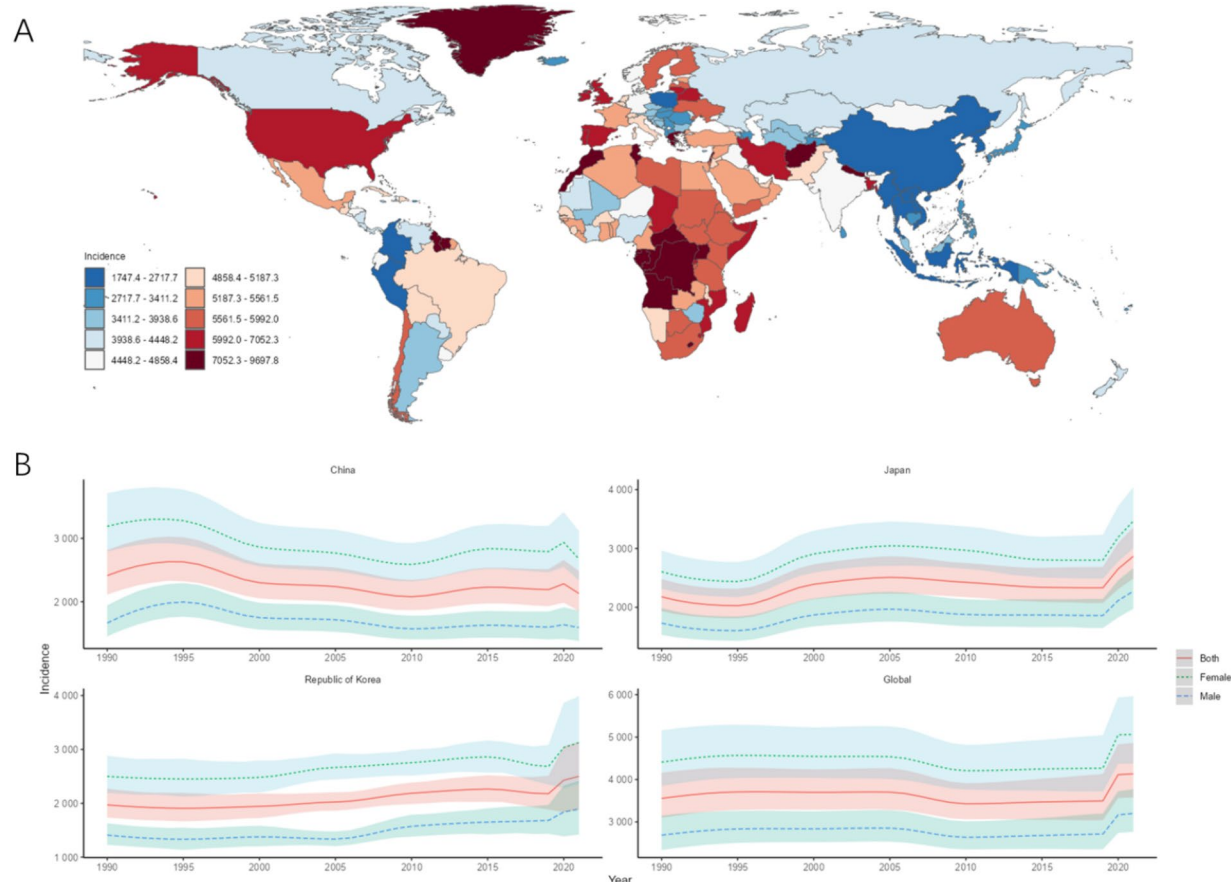 A
Incidence
1747.4 - 2717.7
2717.7 - 3411.2
3411.2 - 3938.6
3938.6 - 4448.2
4448.2 - 4858.4
4858.4 - 5187.3
5187.3 - 5561.5
5561.5 - 5992.0
5992.0 - 7052.3
7052.3 - 9697.8
B
China
3 000
2 000
1990 1995 2000 2005 2010 2015 2020
Japan
4 000
3 000
2 000
1990 1995 2000 2005 2010 2015 2020
Incidence
Republic of Korea
4 000
3 000
2 000
1 000
1990 1995 2000 2005 2010 2015 2020
Global
6 000
5 000
4 000
3 000
1990 1995 2000 2005 2010 2015 2020
Both
Female
Male
Year